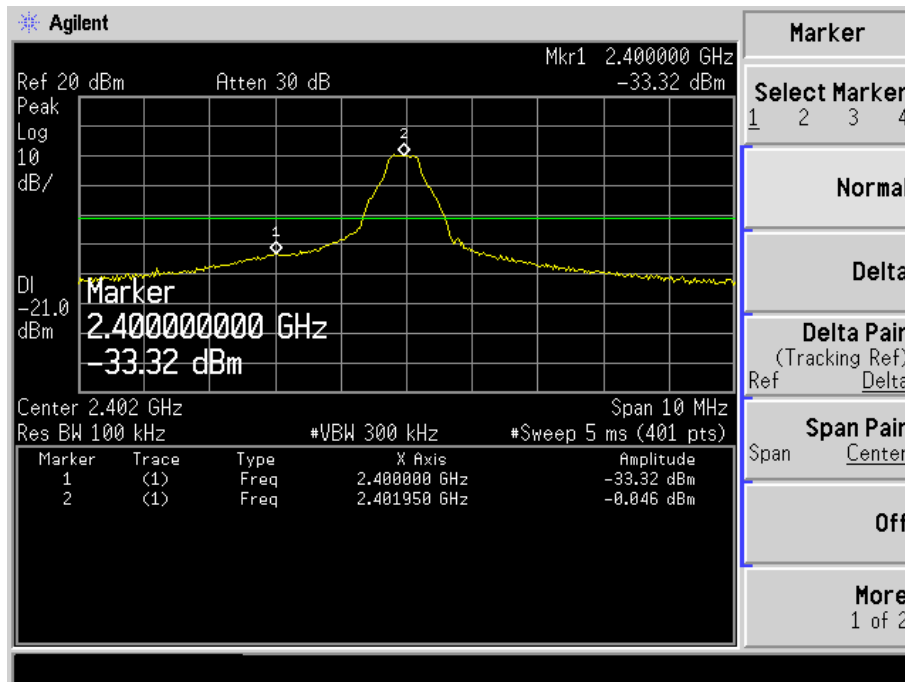 Agilent
Marker
Mkr1 2.400000 GHz
Ref 20 dBm Atten 30 dB -33.32 dBm
Peak
Log
10
dB/
2
1
DI
-21.0
dBm
Marker
2.400000000 GHz
-33.32 dBm
Center 2.402 GHz Span 10 MHz
Res BW 100 kHz #VBW 300 kHz #Sweep 5 ms (401 pts)
Marker Trace Type X Axis Amplitude
1 (1) Freq 2.400000 GHz -33.32 dBm
2 (1) Freq 2.401950 GHz -0.046 dBm
Select Marker
1 2 3 4
Normal
Delta
Delta Pair
(Tracking Ref)
Ref Delta
Span Pair
Span Center
Off
More
1 of 2